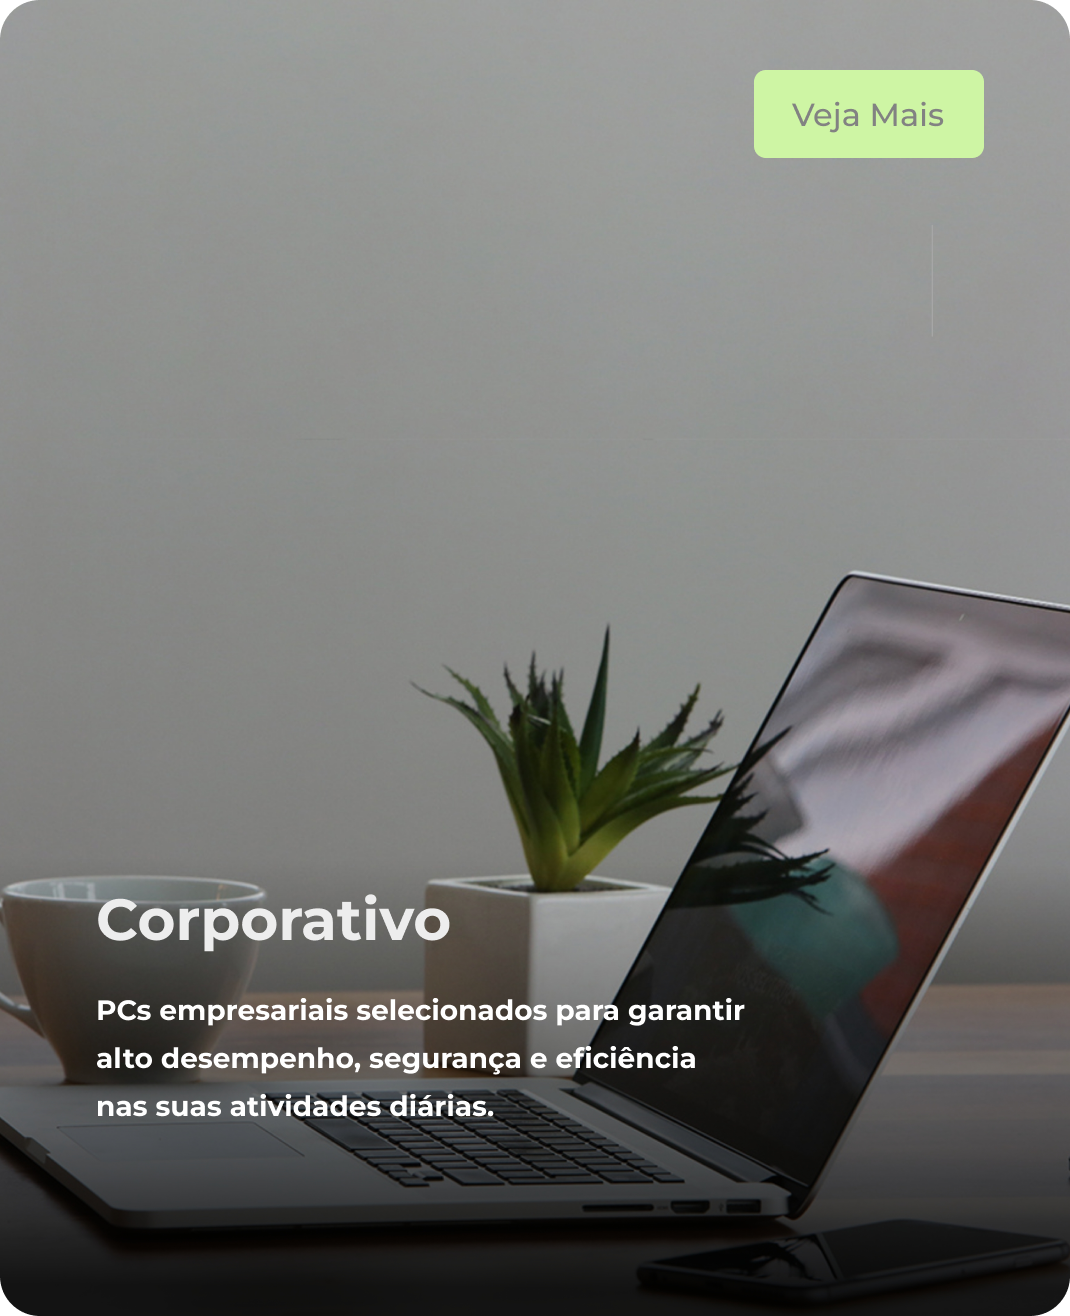 Veja Mais
Corporativo
PCs empresariais selecionados para garantir
alto desempenho, segurança e eficiência
nas suas atividades diárias.